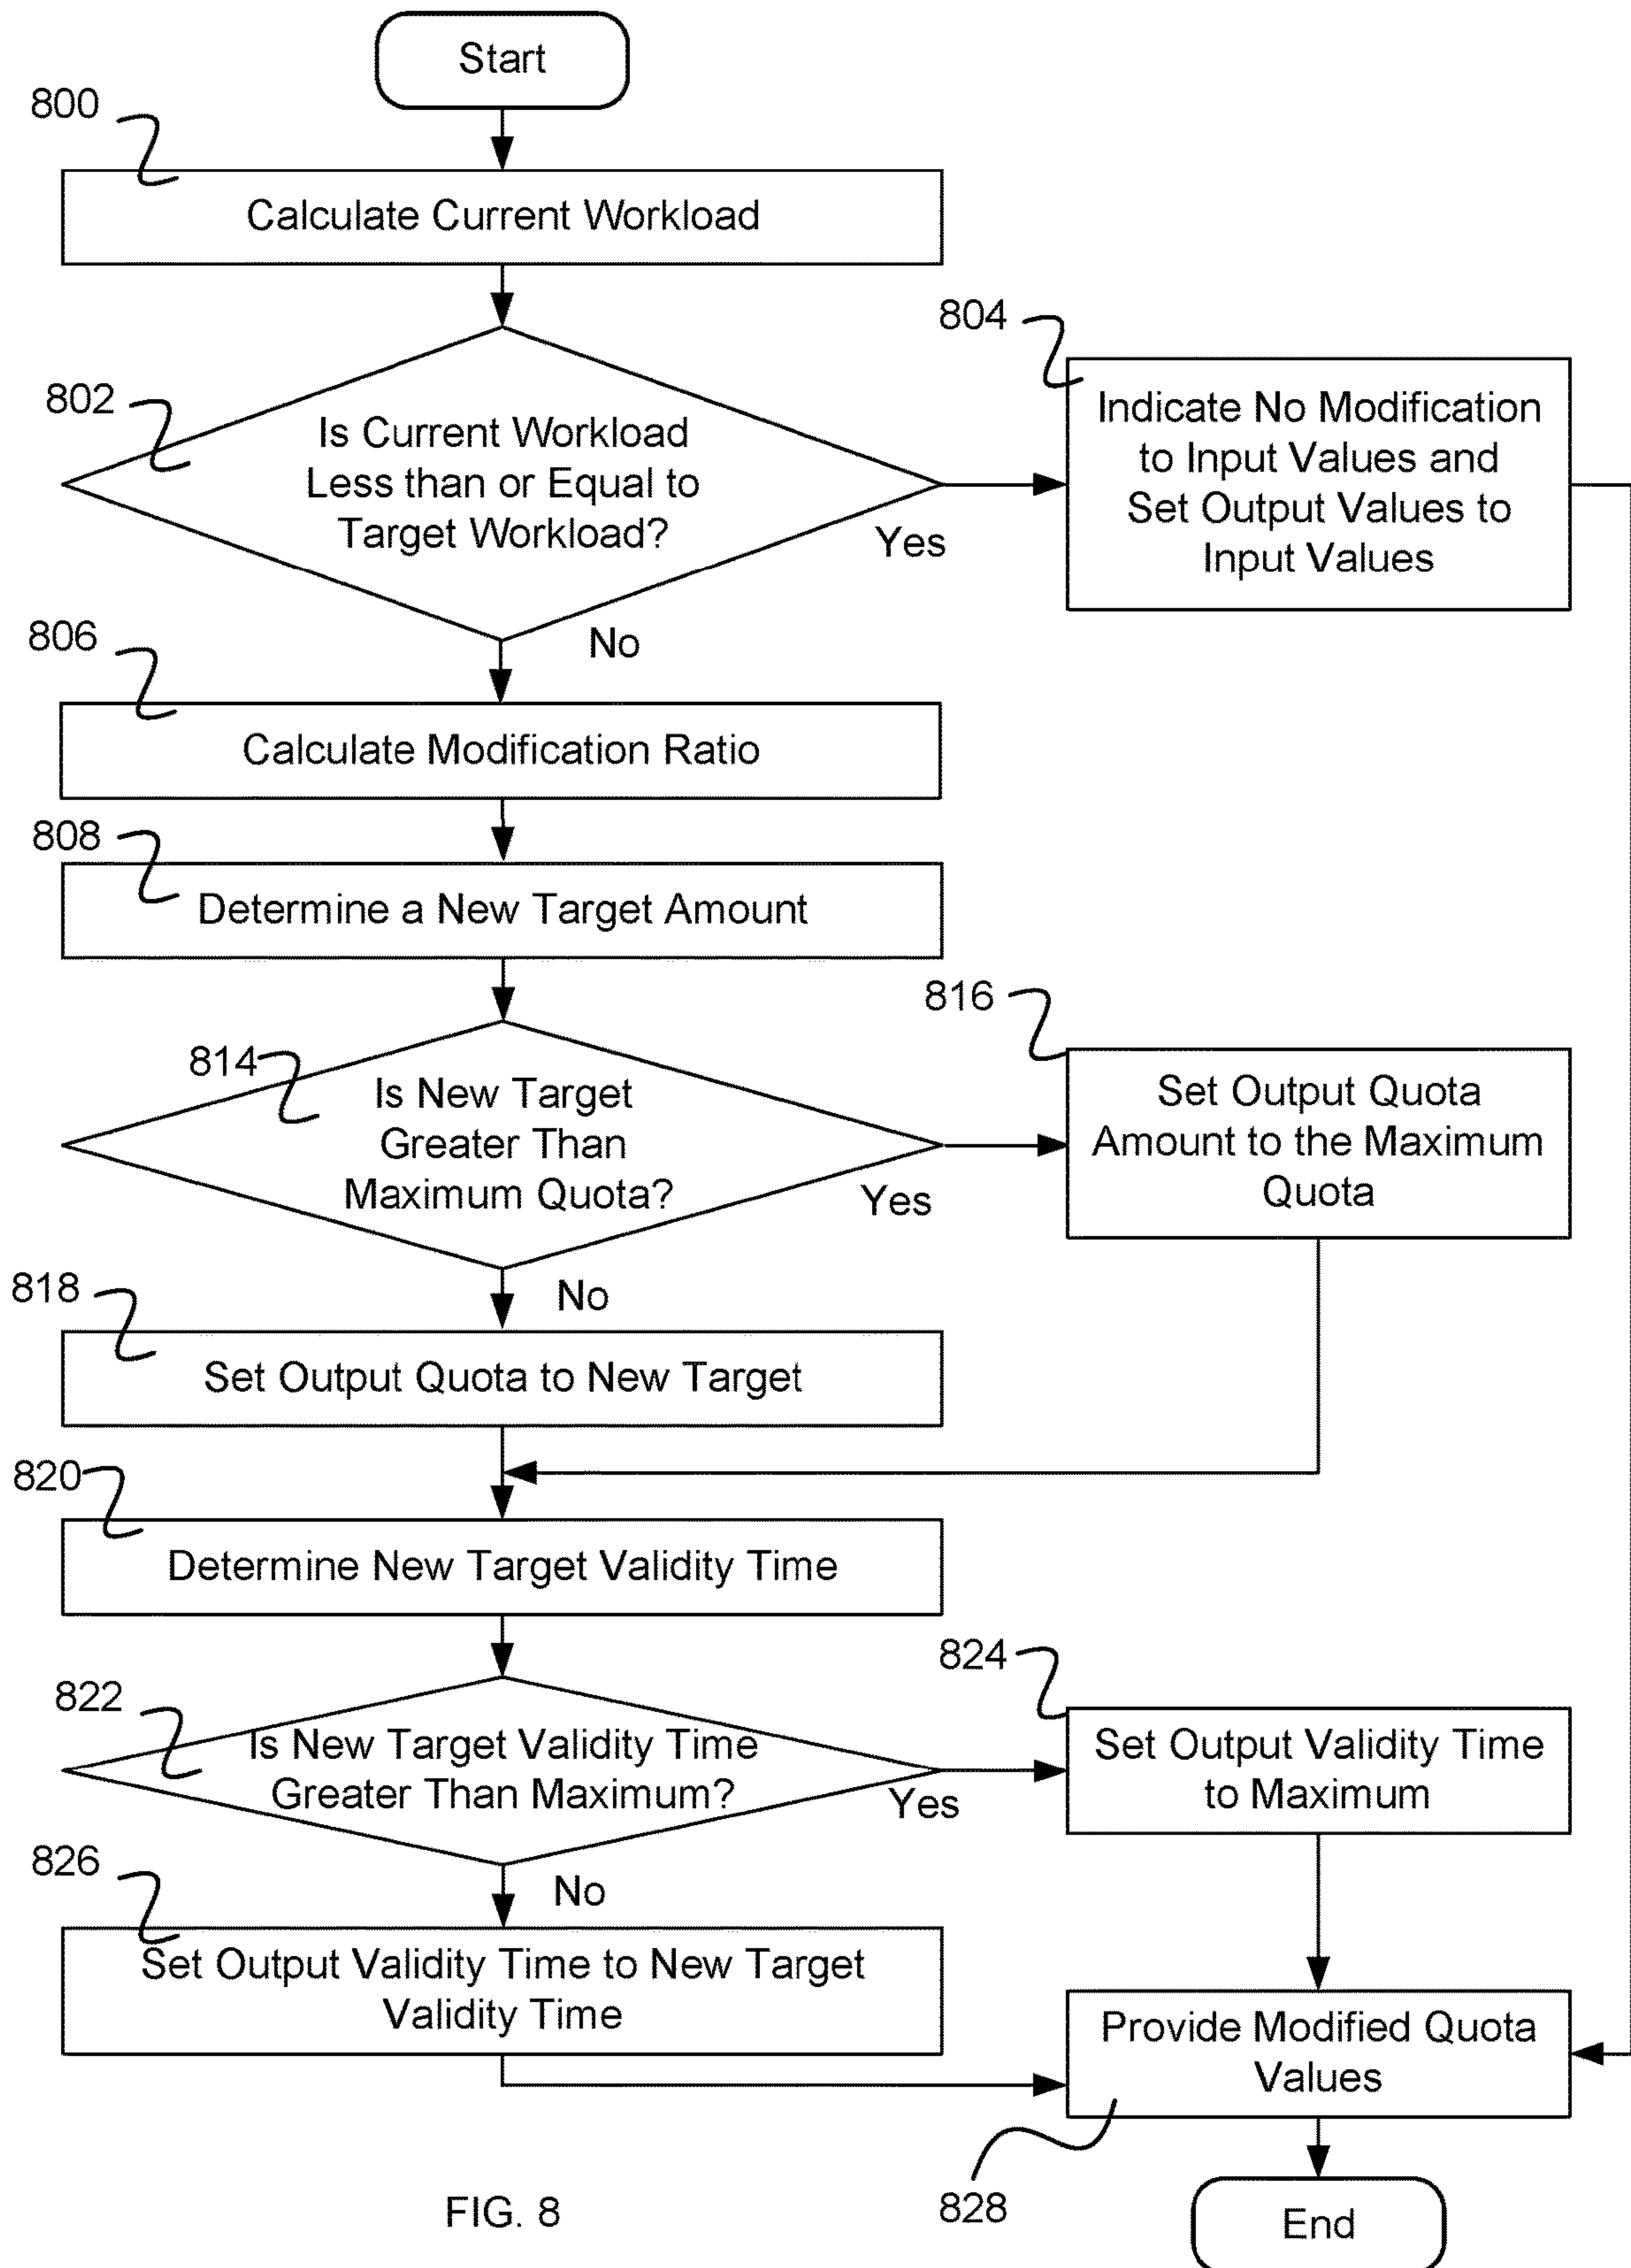 Start
800
Calculate Current Workload
804
802
Is Current Workload
Less than or Equal to
Target Workload?
Yes
Indicate No Modification
to Input Values and
Set Output Values to
Input Values
No
806
Calculate Modification Ratio
808
Determine a New Target Amount
816
814
Is New Target
Greater Than
Maximum Quota?
Yes
Set Output Quota
Amount to the Maximum
Quota
No
818
Set Output Quota to New Target
820
Determine New Target Validity Time
824
822
Is New Target Validity Time
Greater Than Maximum?
Yes
Set Output Validity Time
to Maximum
No
826
Set Output Validity Time to New Target
Validity Time
Provide Modified Quota
Values
828
End
FIG. 8